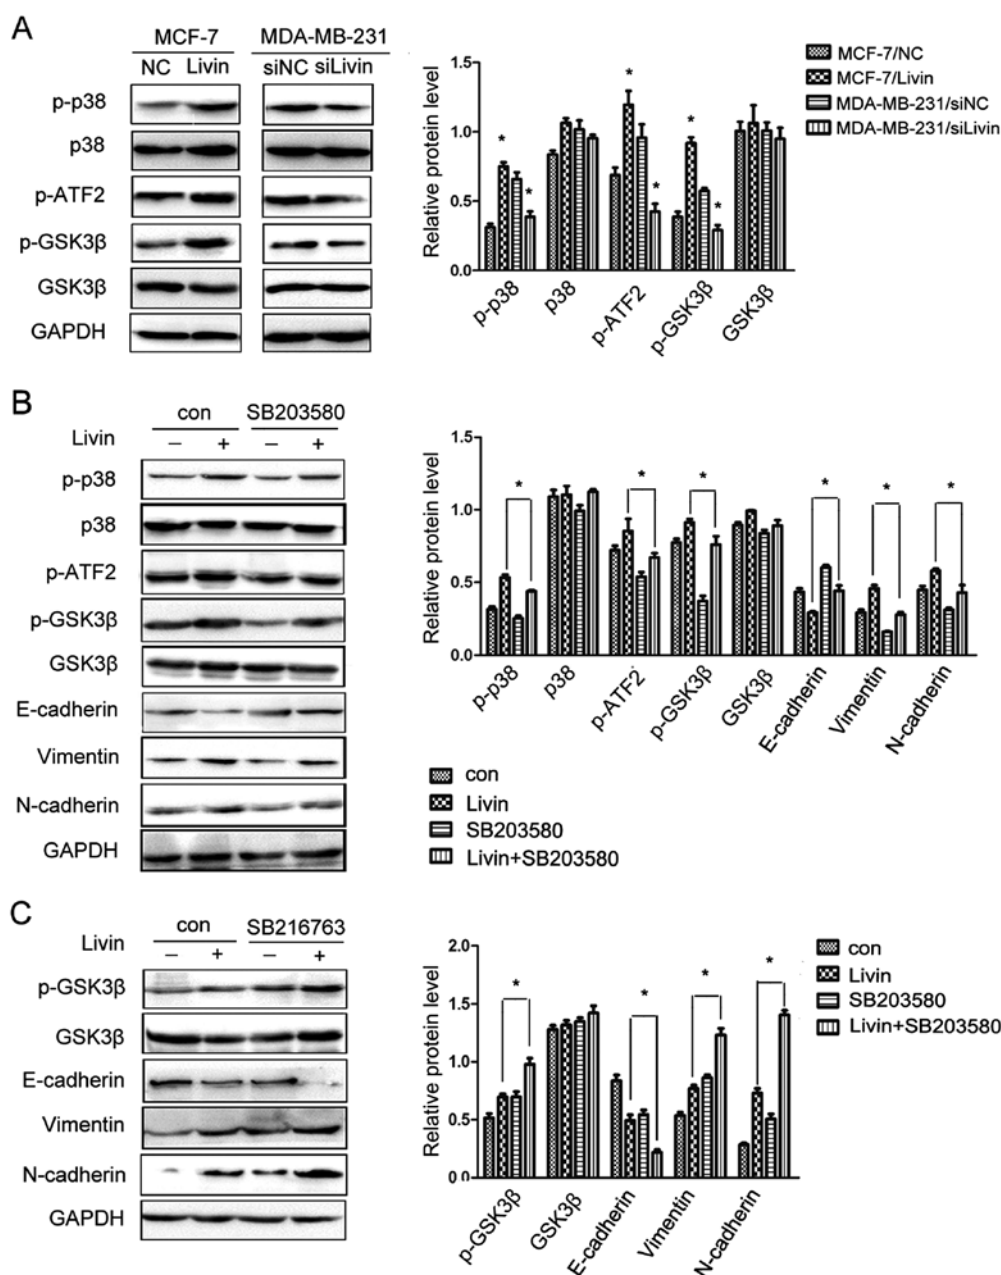 A
MCF-7 MDA-MB-231
NC Livin siNC siLivin
p-p38
p38
p-ATF2
p-GSK3β
GSK3β
GAPDH
Relative protein level
1.5
1.0
0.5
0.0
* * * * * *
p-p38 p38 p-ATF2 p-GSK3β GSK3β
MCF-7/NC
MCF-7/Livin
MDA-MB-231/siNC
MDA-MB-231/siLivin
B
con SB203580
Livin – + – +
p-p38
p38
p-ATF2
p-GSK3β
GSK3β
E-cadherin
Vimentin
N-cadherin
GAPDH
Relative protein level
1.5
1.0
0.5
0.0
* * * * * *
p-p38 p38 p-ATF2 p-GSK3β GSK3β E-cadherin Vimentin N-cadherin
con
Livin
SB203580
Livin+SB203580
C
con SB216763
Livin – + – +
p-GSK3β
GSK3β
E-cadherin
Vimentin
N-cadherin
GAPDH
Relative protein level
2.0
1.5
1.0
0.5
0.0
* * * *
p-GSK3β GSK3β E-cadherin Vimentin N-cadherin
con
Livin
SB203580
Livin+SB203580